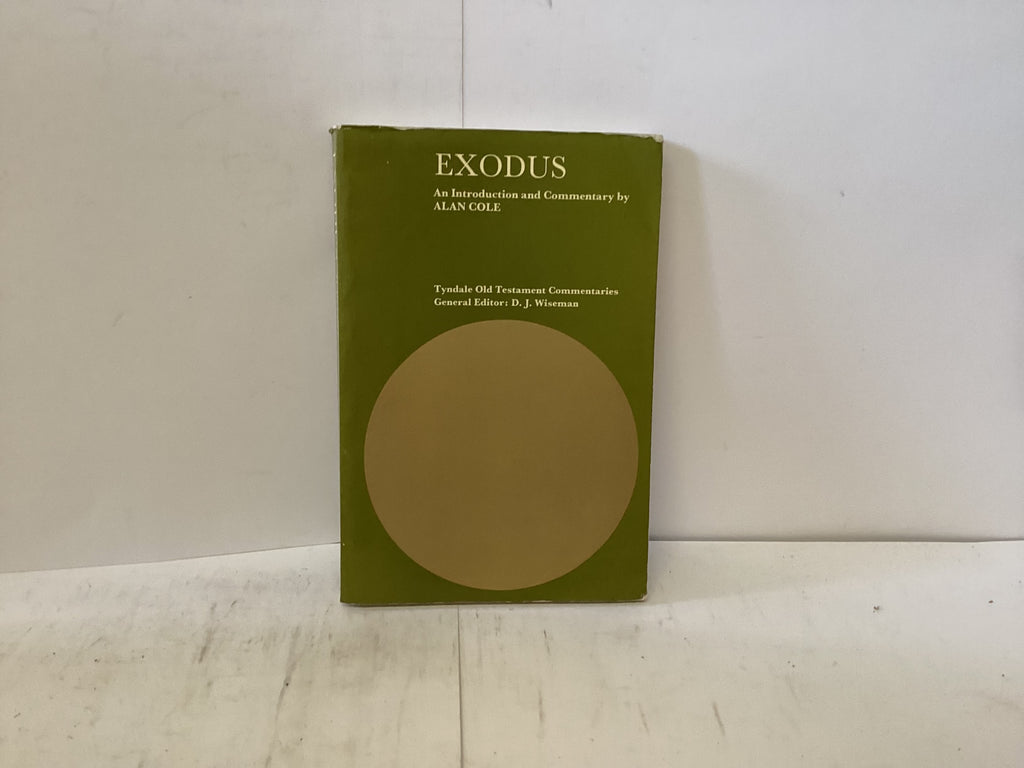 EXODUS
An Introduction and Commentary by
ALAN COLE
Tyndale Old Testament Commentaries
General Editor: D. J. Wiseman